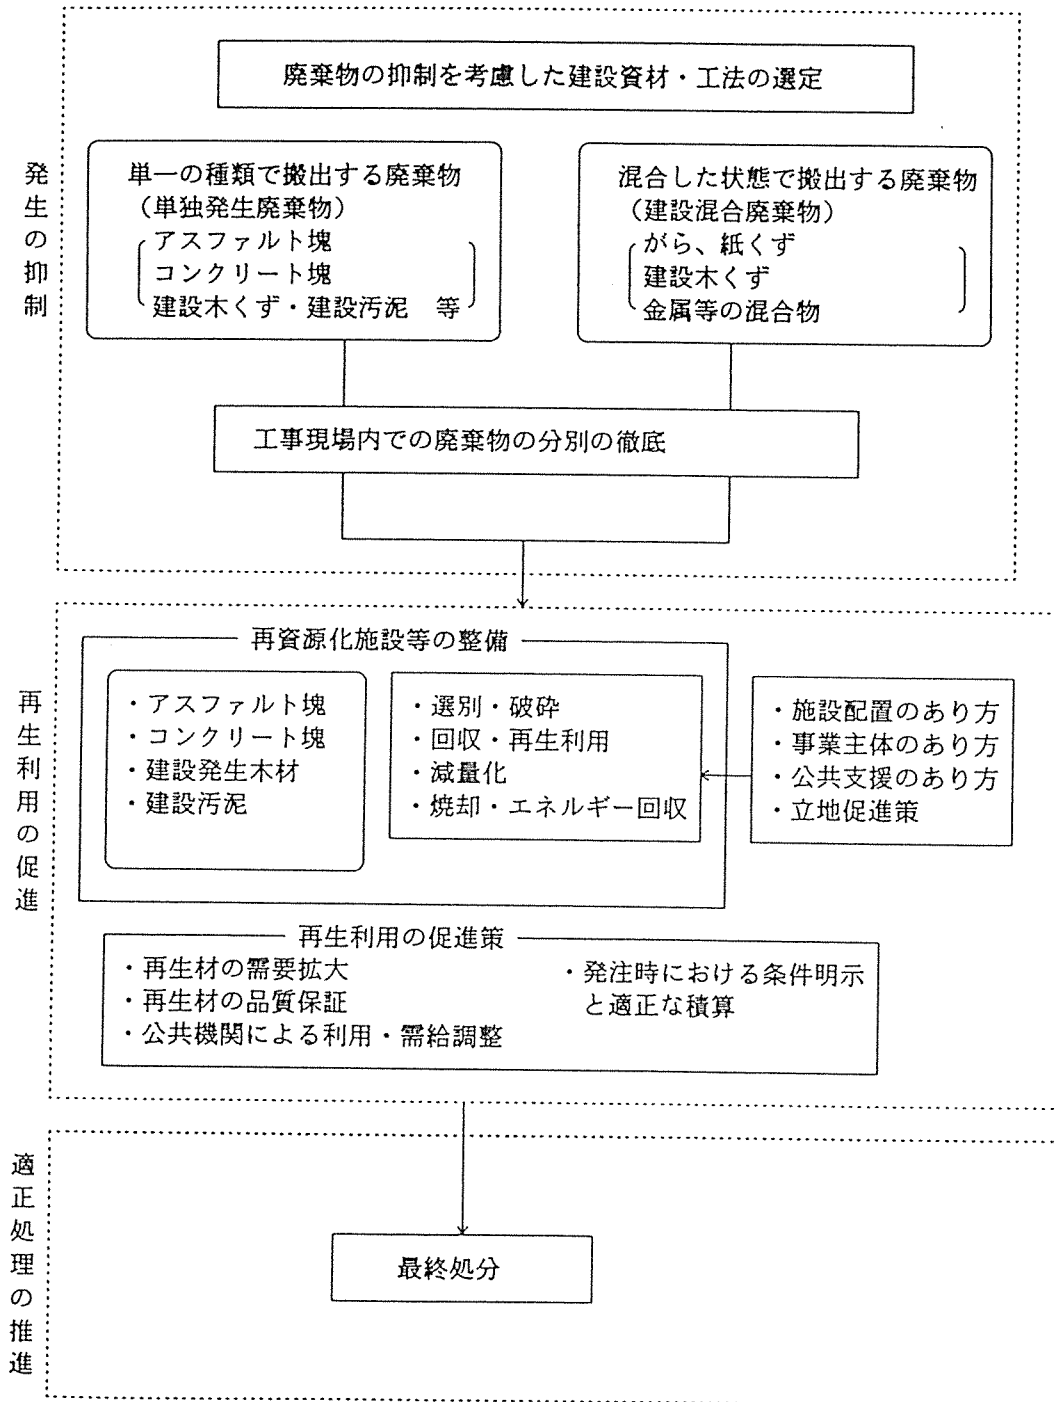 発生の抑制
廃棄物の抑制を考慮した建設資材・工法の選定
単一の種類で搬出する廃棄物
（単独発生廃棄物）
アスファルト塊
コンクリート塊
建設木くず・建設汚泥　等
混合した状態で搬出する廃棄物
（建設混合廃棄物）
がら、紙くず
建設木くず
金属等の混合物
工事現場内での廃棄物の分別の徹底
再生利用の促進
再資源化施設等の整備
・アスファルト塊
・コンクリート塊
・建設発生木材
・建設汚泥
・選別・破砕
・回収・再生利用
・減量化
・焼却・エネルギー回収
・施設配置のあり方
・事業主体のあり方
・公共支援のあり方
・立地促進策
再生利用の促進策
・再生材の需要拡大
・再生材の品質保証
・公共機関による利用・需給調整
・発注時における条件明示
と適正な積算
適正処理の推進
最終処分